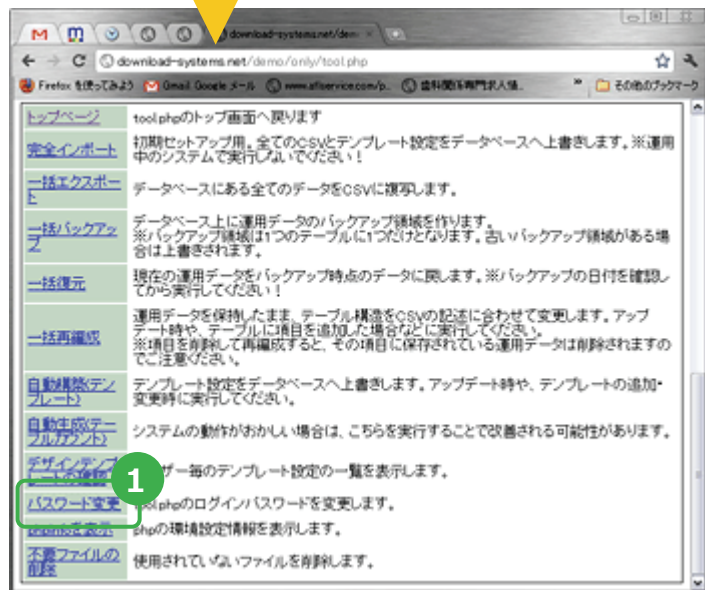 download-systems.net/dem
download-systems.net/demo/only/tool.php
Firefox を使ってみよう
Gmail Google メール
www.afiservice.com/p..
歯科関係専門求人情..
»
その他のブックマーク
トップページ
tool.phpのトップ画面へ戻ります
完全インポート
初期セットアップ用。全てのCSVとテンプレート設定をデータベースへ上書きします。※運用
中のシステムで実行しないでください！
一括エクスポー
ト
データベースにある全てのデータをCSVに複写します。
一括バックアッ
プ
データベース上に運用データのバックアップ領域を作ります。
※バックアップ領域は1つのテーブルに1つだけとなります。古いバックアップ領域がある場
合は上書きされます。
一括復元
現在の運用データをバックアップ時点のデータに戻します。※バックアップの日付を確認し
てから実行してください！
一括再編成
運用データを保持したまま、テーブル構造をCSVの記述に合わせて変更します。アップ
デート時や、テーブルに項目を追加した場合などに実行してください。
※項目を削除して再編成すると、その項目に保存されている運用データは削除されますの
でご注意ください。
自動構築(テン
プレート)
テンプレート設定をデータベースへ上書きします。アップデート時や、テンプレートの追加・
変更時に実行してください。
自動生成(テー
ブルカウント)
システムの動作がおかしい場合は、こちらを実行することで改善される可能性があります。
デザインテンプ
レートの確認
ザー毎のテンプレート設定の一覧を表示します。
1
パスワード変更
tool.phpのログインパスワードを変更します。
phpinfoを表示
phpの環境設定情報を表示します。
不要ファイルの
削除
使用されていないファイルを削除します。